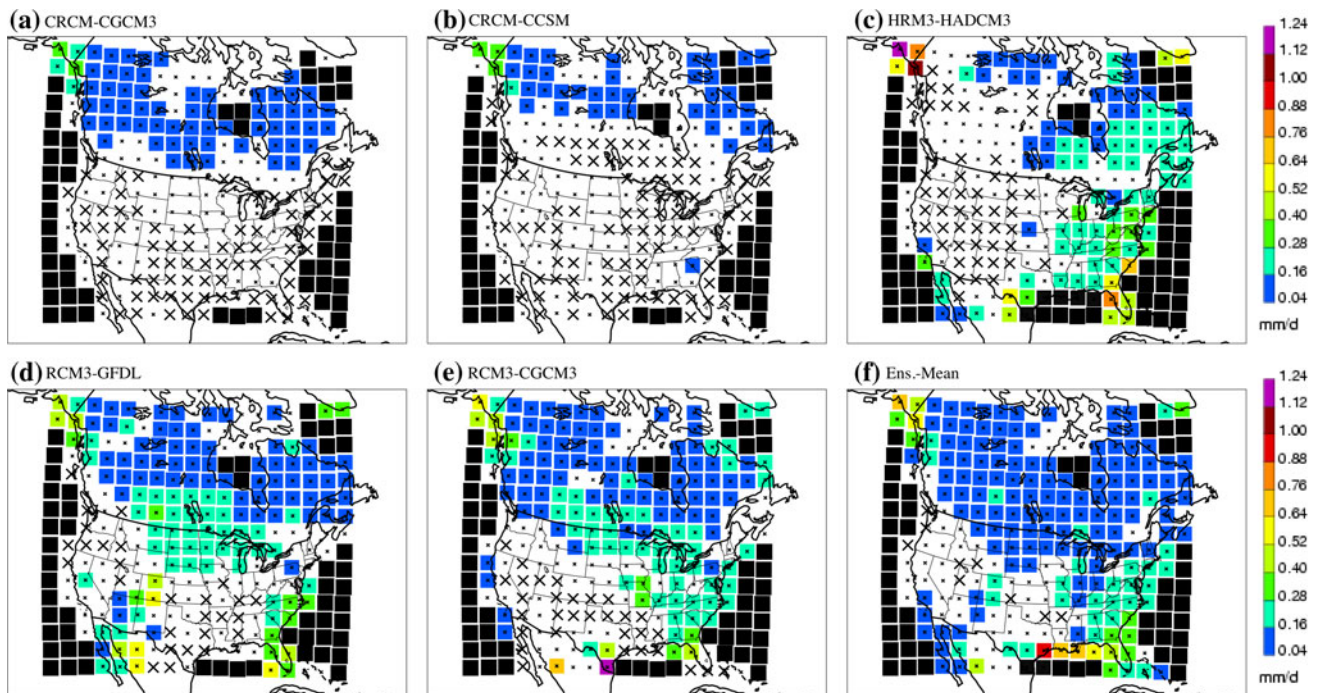 (a) CRCM-CGCM3
(b) CRCM-CCSM
(c) HRM3-HADCM3
1.24
1.12
1.00
0.88
0.76
0.64
0.52
0.40
0.28
0.16
0.04
mm/d
(d) RCM3-GFDL
(e) RCM3-CGCM3
(f) Ens.-Mean
1.24
1.12
1.00
0.88
0.76
0.64
0.52
0.40
0.28
0.16
0.04
mm/d